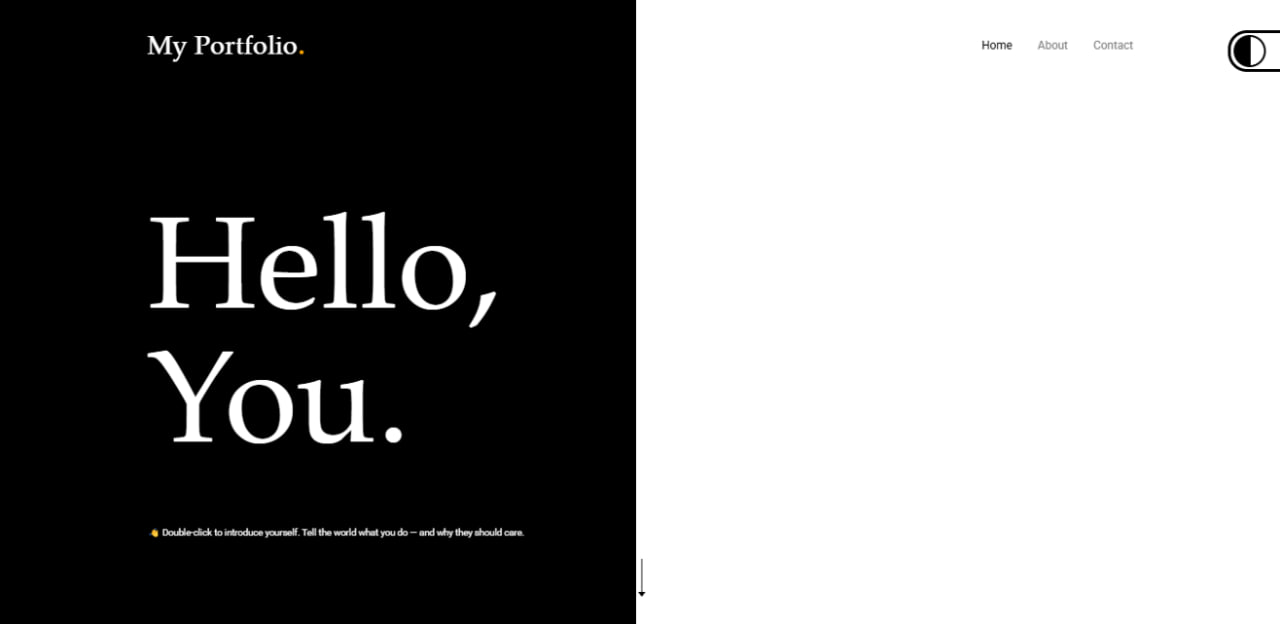 My Portfolio.
Home About Contact
Hello,
You.
👋 Double-click to introduce yourself. Tell the world what you do — and why they should care.